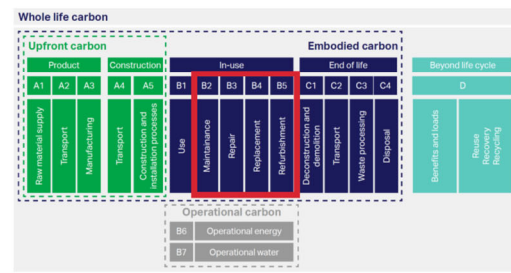 Whole life carbon
Upfront carbon
Embodied carbon
Product
Construction
In-use
End of life
Beyond life cycle
A1
A2
A3
A4
A5
B1
B2
B3
B4
B5
C1
C2
C3
C4
D
Raw material supply
Transport
Manufacturing
Transport
Construction and
installation processes
Use
Maintainance
Repair
Replacement
Refurbishment
Deconstruction and
demolition
Transport
Waste processing
Disposal
Benefits and loads
Reuse
Recovery
Recycling
Operational carbon
B6
Operational energy
B7
Operational water